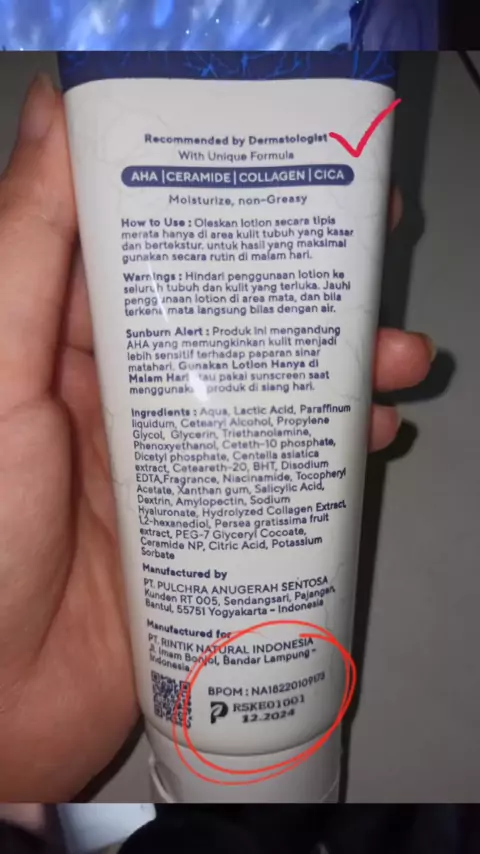 Recommended by Dermatologist
With Unique Formula
AHA | CERAMIDE | COLLAGEN | CICA
Moisturize, non-Greasy
How to Use : Oleskan lotion secara tipis
merata hanya di area kulit tubuh yang kasar
dan bertekstur. untuk hasil yang maksimal
gunakan secara rutin di malam hari.
Warnings : Hindari penggunaan lotion ke
seluruh tubuh dan kulit yang terluka. Jauhi
penggunaan lotion di area mata, dan bila
terkena mata langsung bilas dengan air.
Sunburn Alert : Produk ini mengandung
AHA yang memungkinkan kulit menjadi
lebih sensitif terhadap paparan sinar
matahari. Gunakan Lotion Hanya di
Malam Hari atau pakai sunscreen saat
menggunakan produk di siang hari.
Ingredients : Aqua, Lactic Acid, Paraffinum
liquidum, Cetearyl Alcohol, Propylene
Glycol, Glycerin, Triethanolamine,
Phenoxyethanol, Ceteth-10 phosphate,
Dicetyl phosphate, Centella asiatica
extract, Ceteareth-20, BHT, Disodium
EDTA,Fragrance, Niacinamide, Tocopheryl
Acetate, Xanthan gum, Salicylic Acid,
Dextrin, Amylopectin, Sodium
Hyaluronate, Hydrolyzed Collagen Extract,
1,2-hexanediol, Persea gratissima fruit
extract, PEG-7 Glyceryl Cocoate,
Ceramide NP, Citric Acid, Potassium
Sorbate
Manufactured by
PT. PULCHRA ANUGERAH SENTOSA
Kunden RT 005, Sendangsari, Pajangan,
Bantul, 55751 Yogyakarta - Indonesia
Manufactured for
PT. RINTIK NATURAL INDONESIA
Jl. Imam Bonjol, Bandar Lampung -
Indonesia.
BPOM :
RSKE01001
12.2024